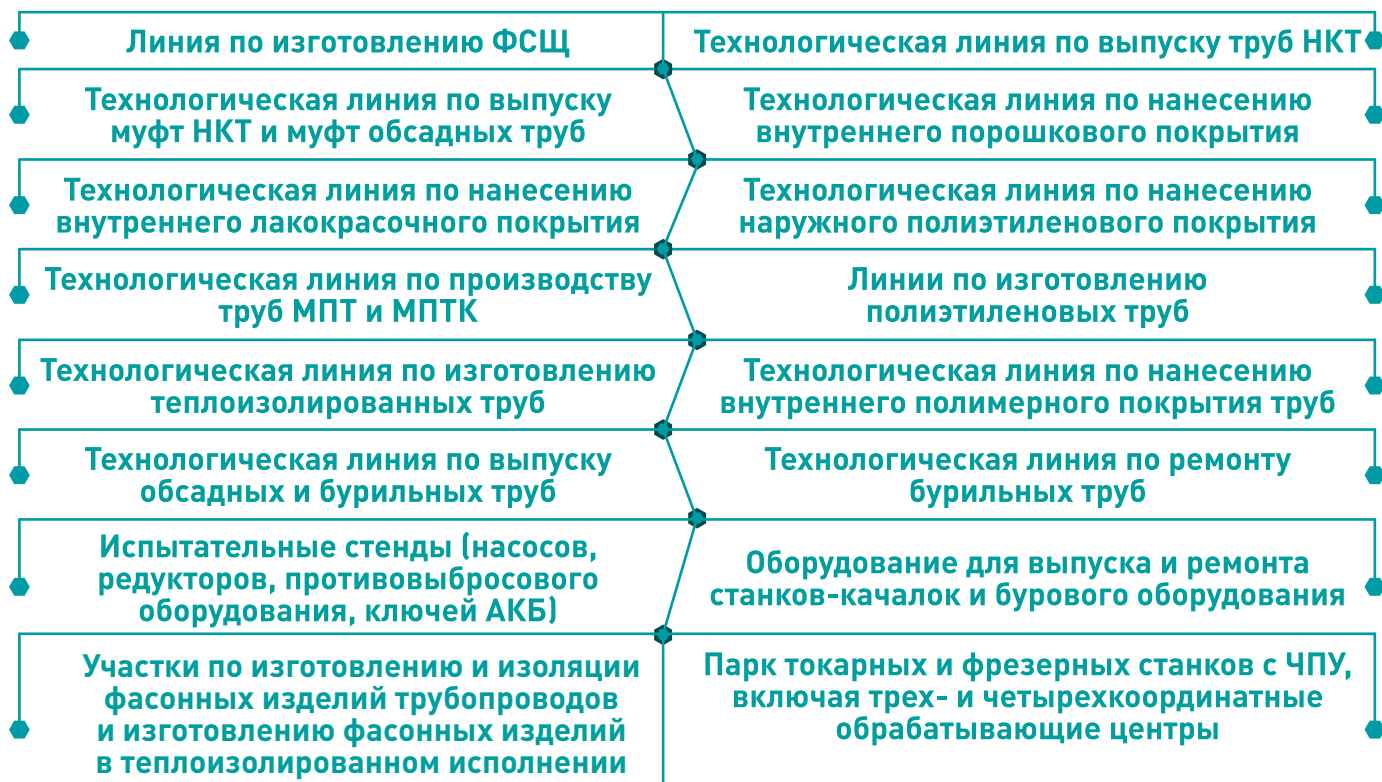 Линия по изготовлению ФСЩ
Технологическая линия по выпуску труб НКТ
Технологическая линия по выпуску
муфт НКТ и муфт обсадных труб
Технологическая линия по нанесению
внутреннего порошкового покрытия
Технологическая линия по нанесению
внутреннего лакокрасочного покрытия
Технологическая линия по нанесению
наружного полиэтиленового покрытия
Технологическая линия по производству
труб МПТ и МПТК
Линии по изготовлению
полиэтиленовых труб
Технологическая линия по изготовлению
теплоизолированных труб
Технологическая линия по нанесению
внутреннего полимерного покрытия труб
Технологическая линия по выпуску
обсадных и бурильных труб
Технологическая линия по ремонту
бурильных труб
Испытательные стенды (насосов,
редукторов, противовыбросового
оборудования, ключей АКБ)
Оборудование для выпуска и ремонта
станков-качалок и бурового оборудования
Участки по изготовлению и изоляции
фасонных изделий трубопроводов
и изготовлению фасонных изделий
в теплоизолированном исполнении
Парк токарных и фрезерных станков с ЧПУ,
включая трех- и четырехкоординатные
обрабатывающие центры